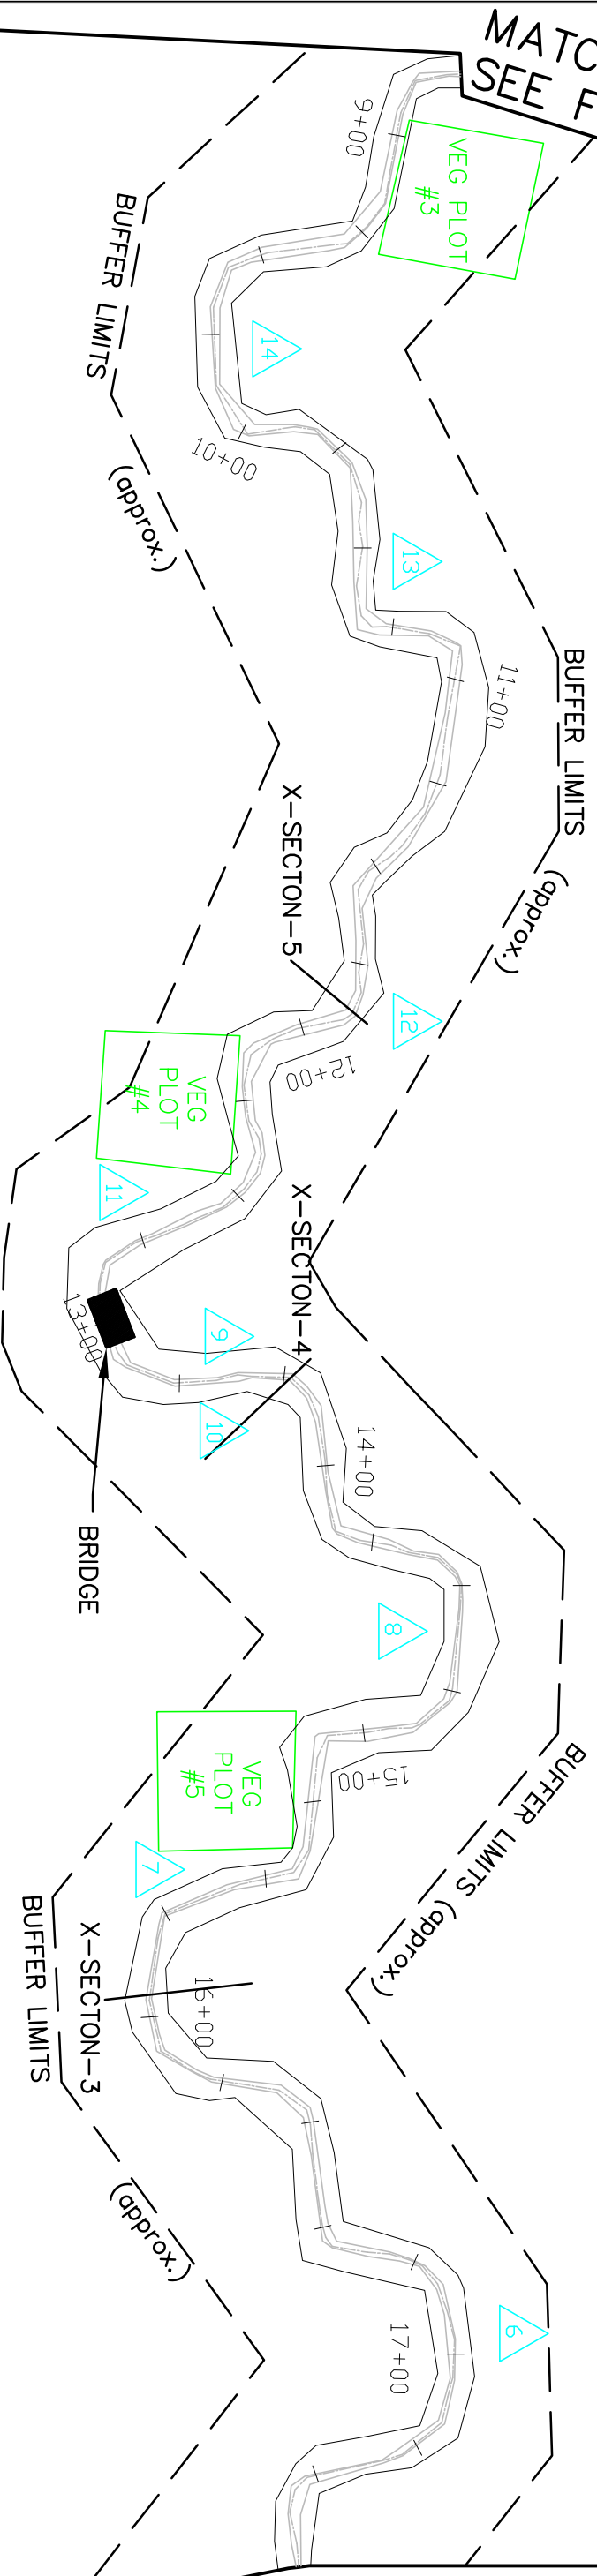 MATC
SEE F
9+00
VEG PLOT
#3
BUFFER LIMITS
(approx.)
14
10+00
13
11+00
BUFFER LIMITS
(approx.)
X-SECTON-5
12
12+00
VEG
PLOT
#4
11
X-SECTON-4
13+00
9
10
BRIDGE
14+00
8
15+00
VEG
PLOT
#5
7
BUFFER LIMITS (approx.)
X-SECTON-3
BUFFER LIMITS
(approx.)
16+00
6
17+00